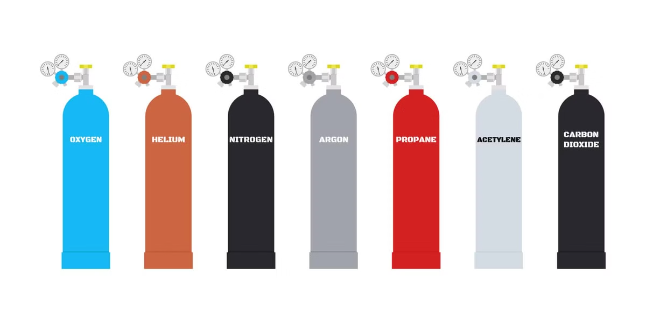 OXYGEN
HELIUM
NITROGEN
ARGON
PROPANE
ACETYLENE
CARBON
DIOXIDE